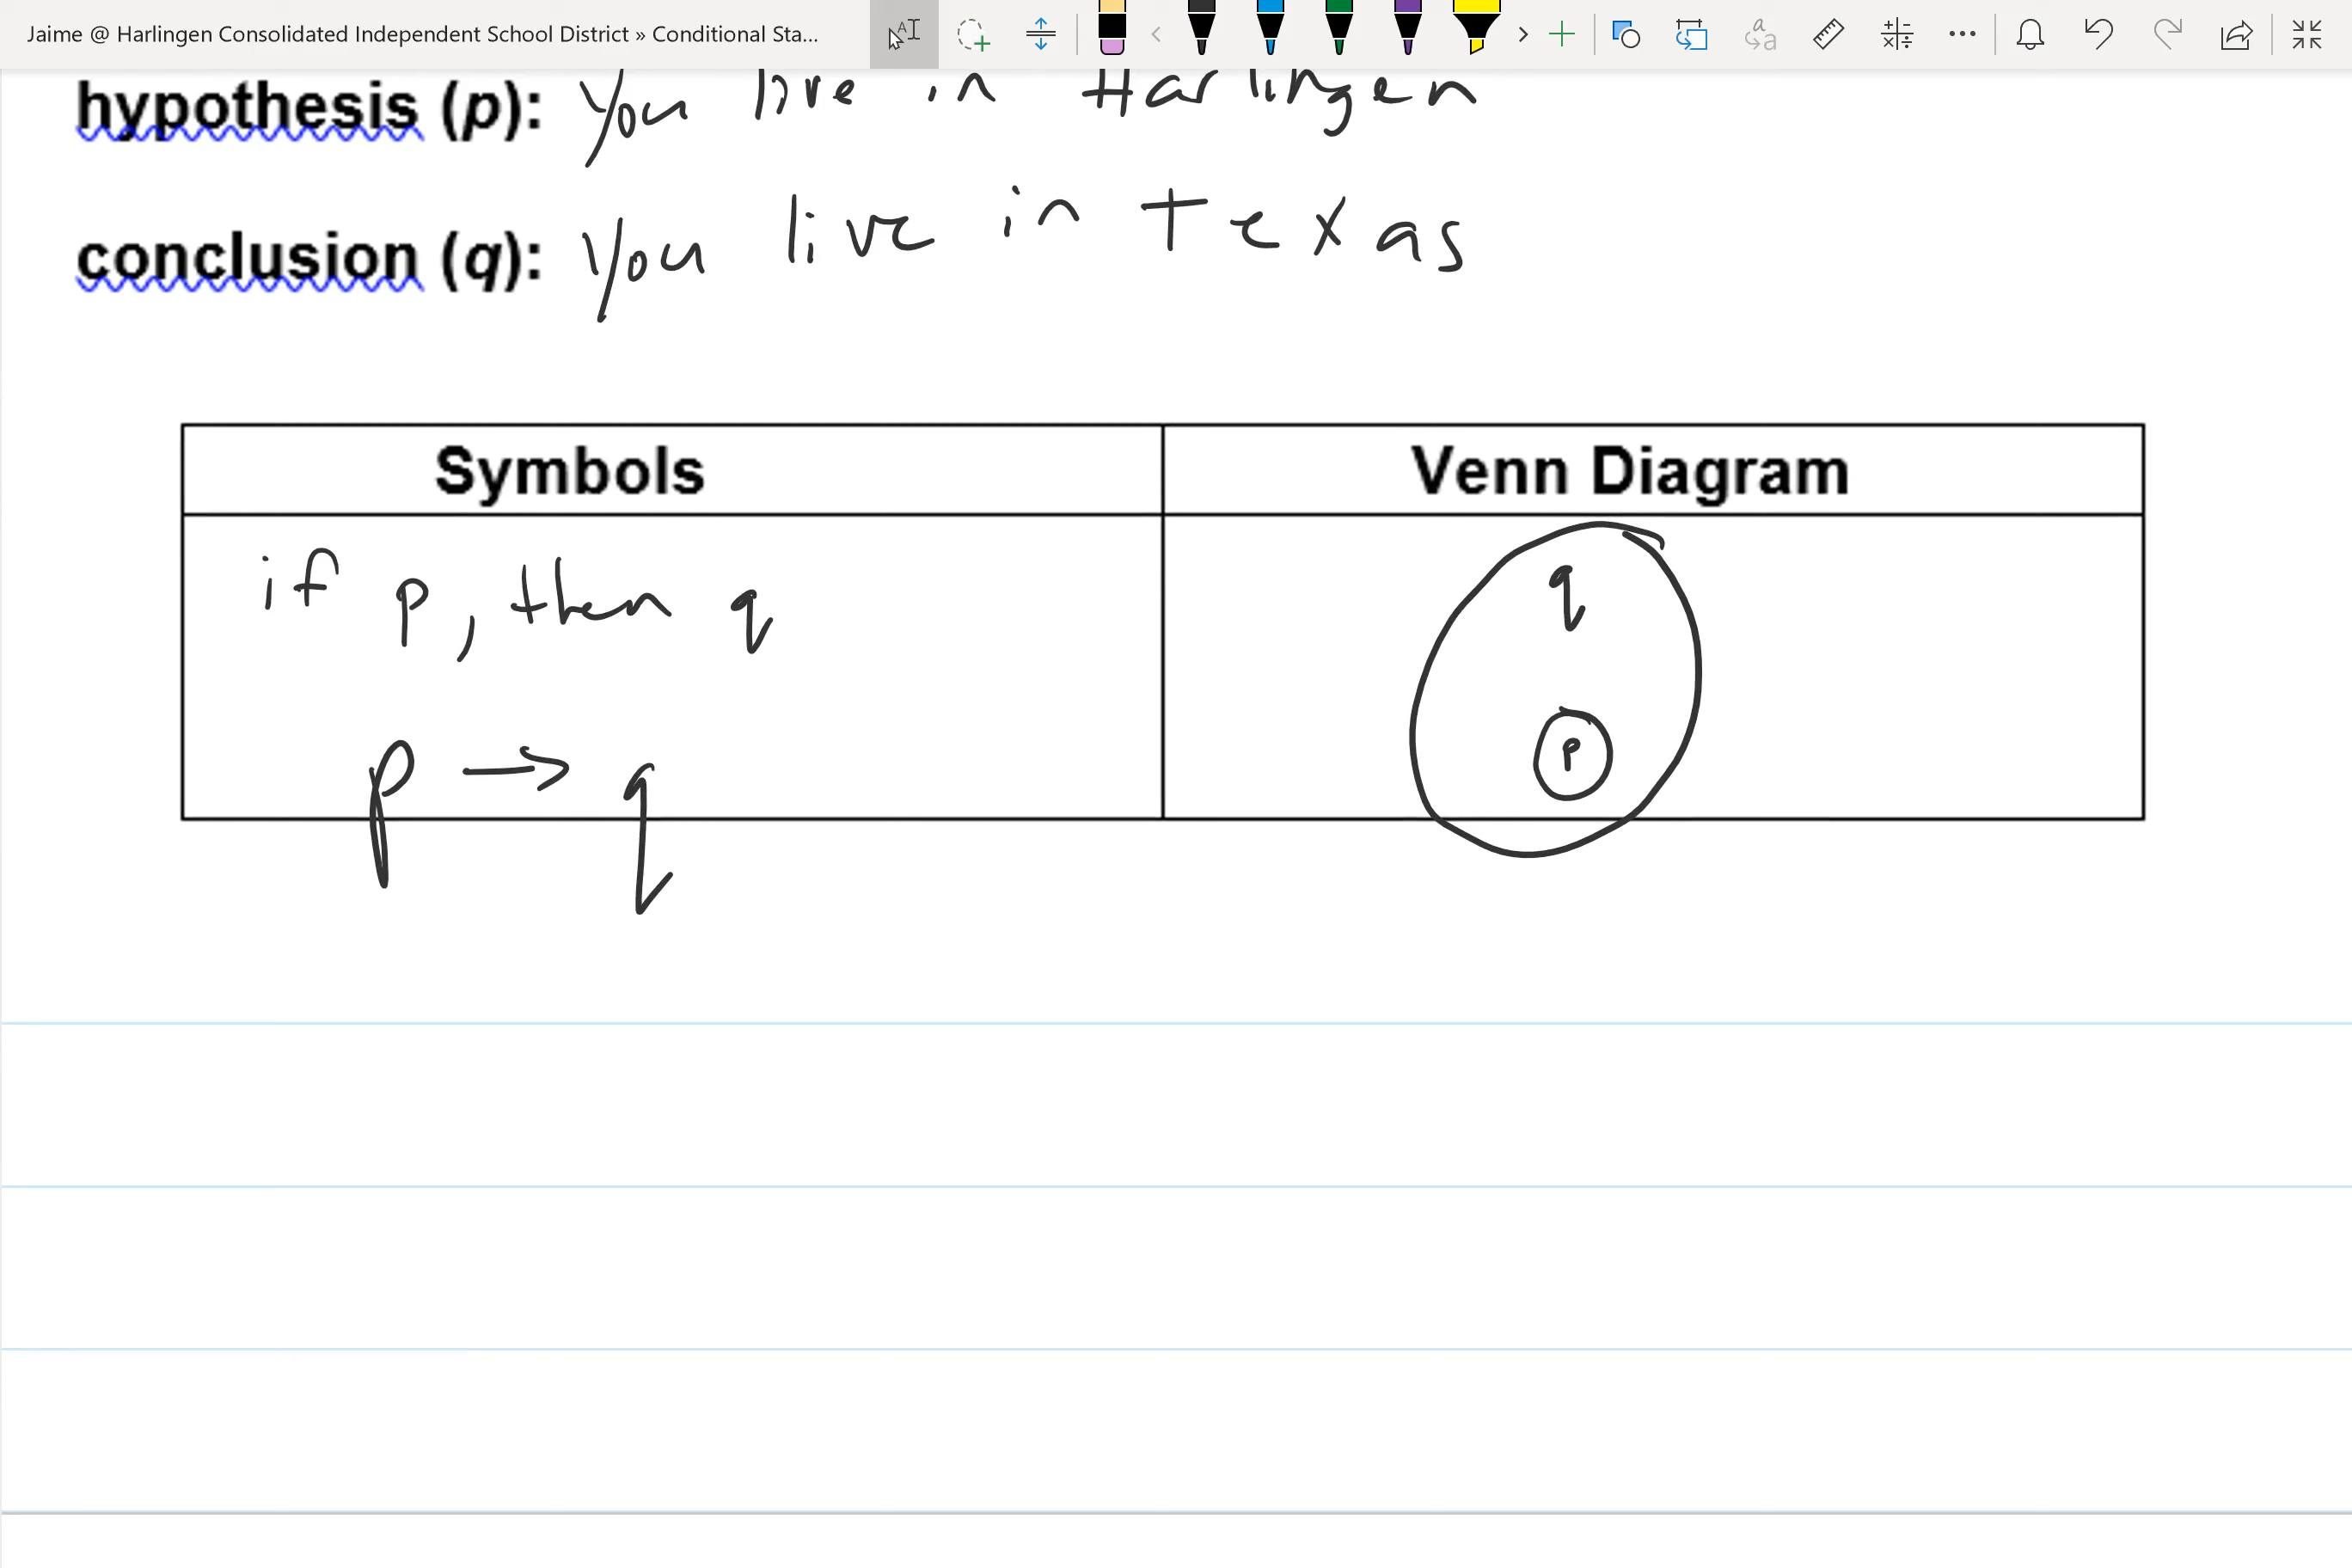 Jaime @ Harlingen Consolidated Independent School District » Conditional Sta...
hypothesis (p): You live in Harlingen
conclusion (q): You live in Texas
Symbols
Venn Diagram
if p, then q
p → q
q
p